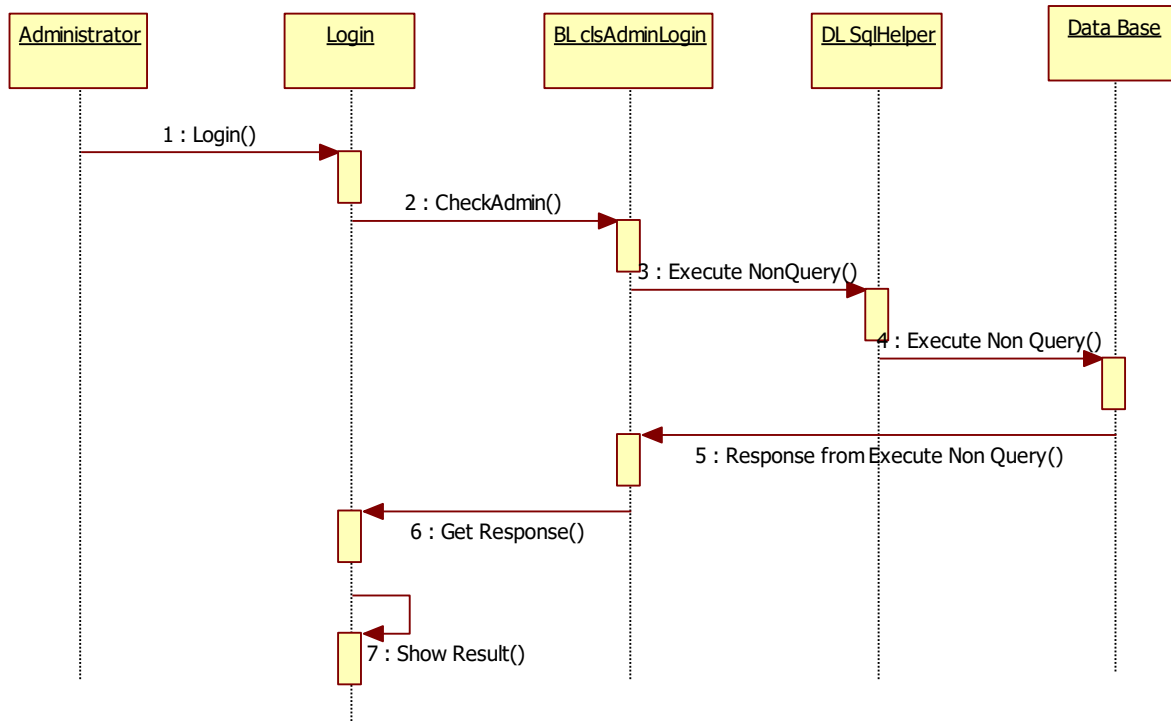 Administrator
Login
BL clsAdminLogin
DL SqlHelper
Data Base
1 : Login()
2 : CheckAdmin()
3 : Execute NonQuery()
4 : Execute Non Query()
5 : Response from Execute Non Query()
6 : Get Response()
7 : Show Result()